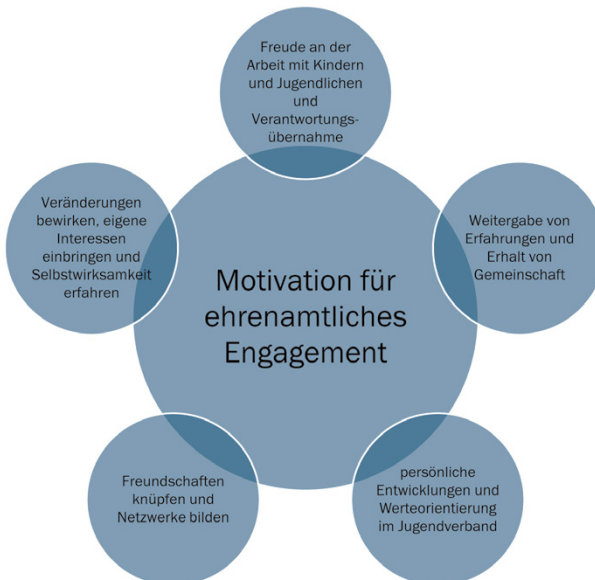 Freude an der
Arbeit mit Kindern
und Jugendlichen
und
Verantwortungs-
übernahme
Veränderungen
bewirken, eigene
Interessen
einbringen und
Selbstwirksamkeit
erfahren
Weitergabe von
Erfahrungen und
Erhalt von
Gemeinschaft
Motivation für
ehrenamtliches
Engagement
Freundschaften
knüpfen und
Netzwerke bilden
persönliche
Entwicklungen und
Werteorientierung
im Jugendverband